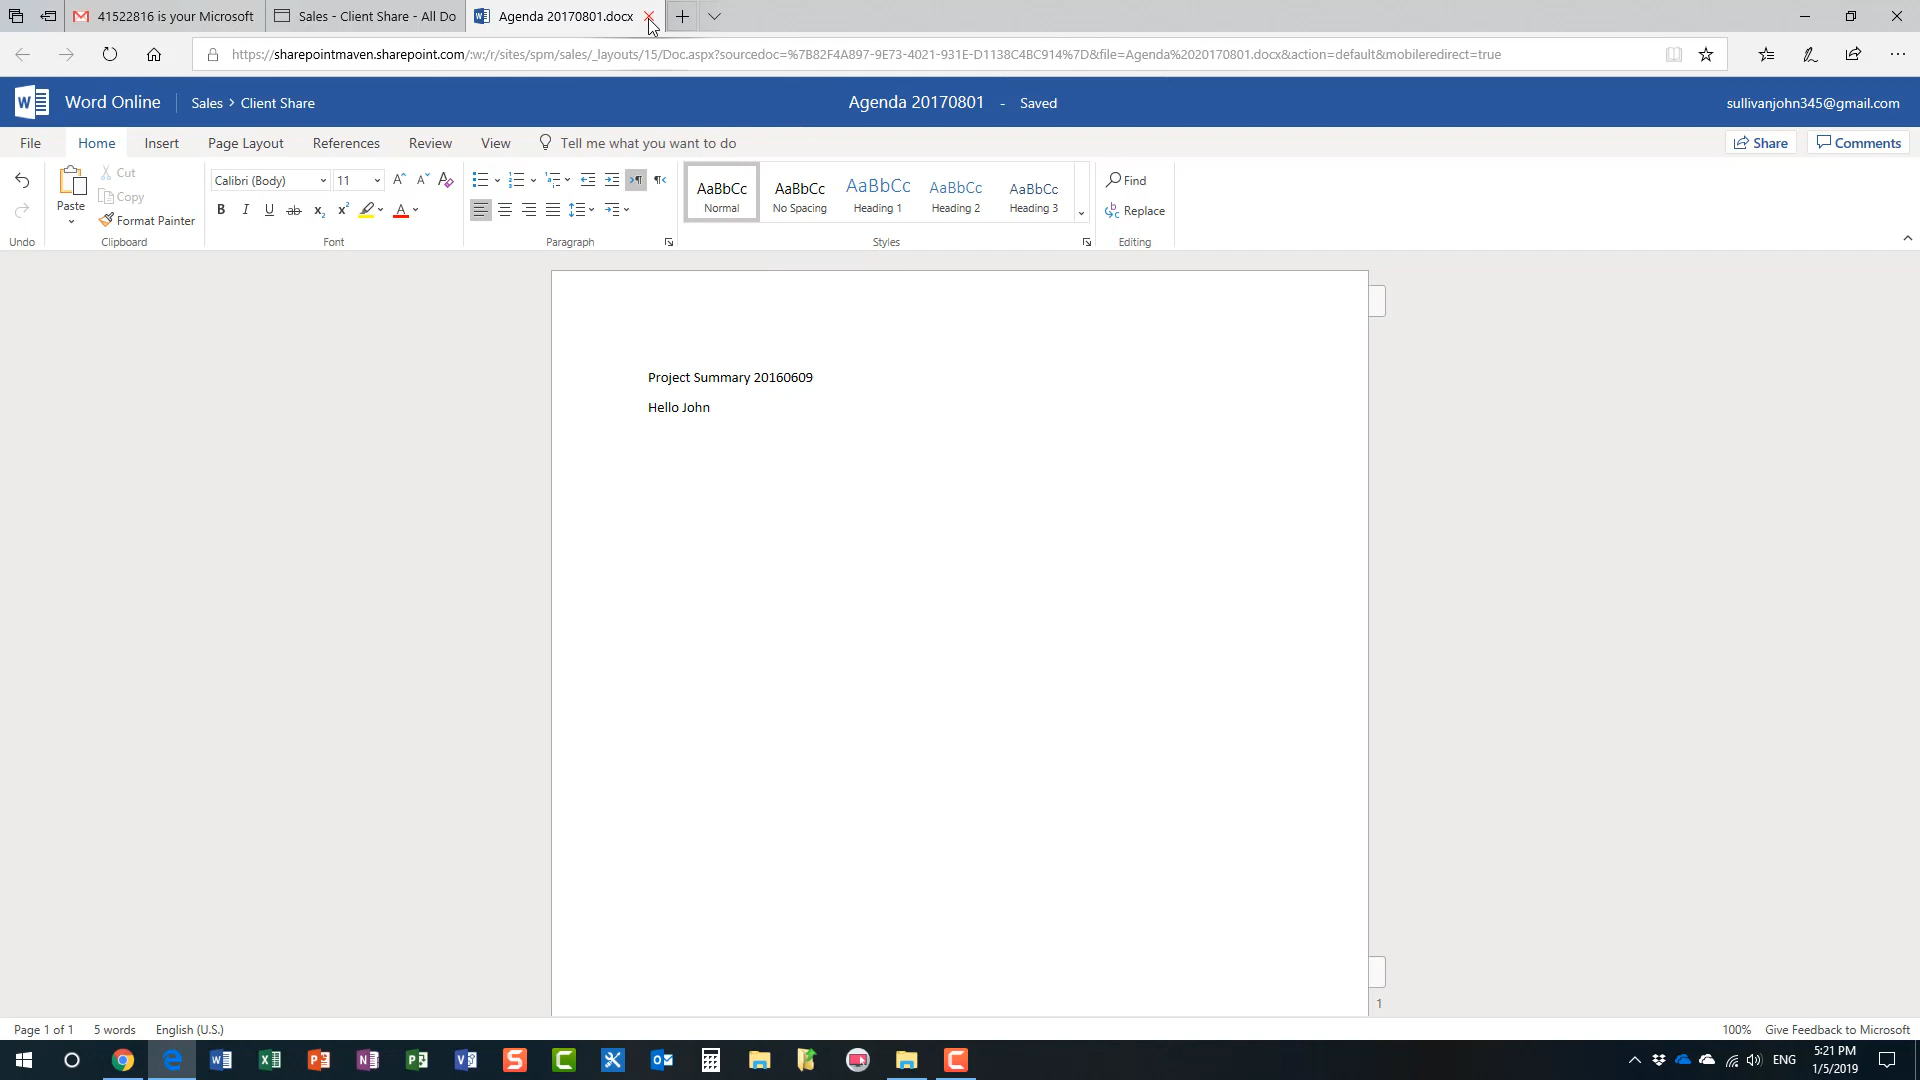 41522816 is your Microsoft
Sales - Client Share - All Do
Agenda 20170801.docx
https://sharepointmaven.sharepoint.com/:w:/r/sites/spm/sales/_layouts/15/Doc.aspx?sourcedoc=%7B82F4A897-9E73-4021-931E-D1138C4BC914%7D&file=Agenda%2020170801.docx&action=default&mobileredirect=true
Word Online
Sales > Client Share
Agenda 20170801 - Saved
sullivanjohn345@gmail.com
File
Home
Insert
Page Layout
References
Review
View
Tell me what you want to do
Share
Comments
Paste
Cut
Copy
Format Painter
Calibri (Body)
11
AaBbCc
Normal
AaBbCc
No Spacing
AaBbCc
Heading 1
AaBbCc
Heading 2
AaBbCc
Heading 3
Find
Replace
Undo
Clipboard
Font
Paragraph
Styles
Editing
Project Summary 20160609
Hello John
1
Page 1 of 1
5 words
English (U.S.)
100%
Give Feedback to Microsoft
ENG
5:21 PM
1/5/2019